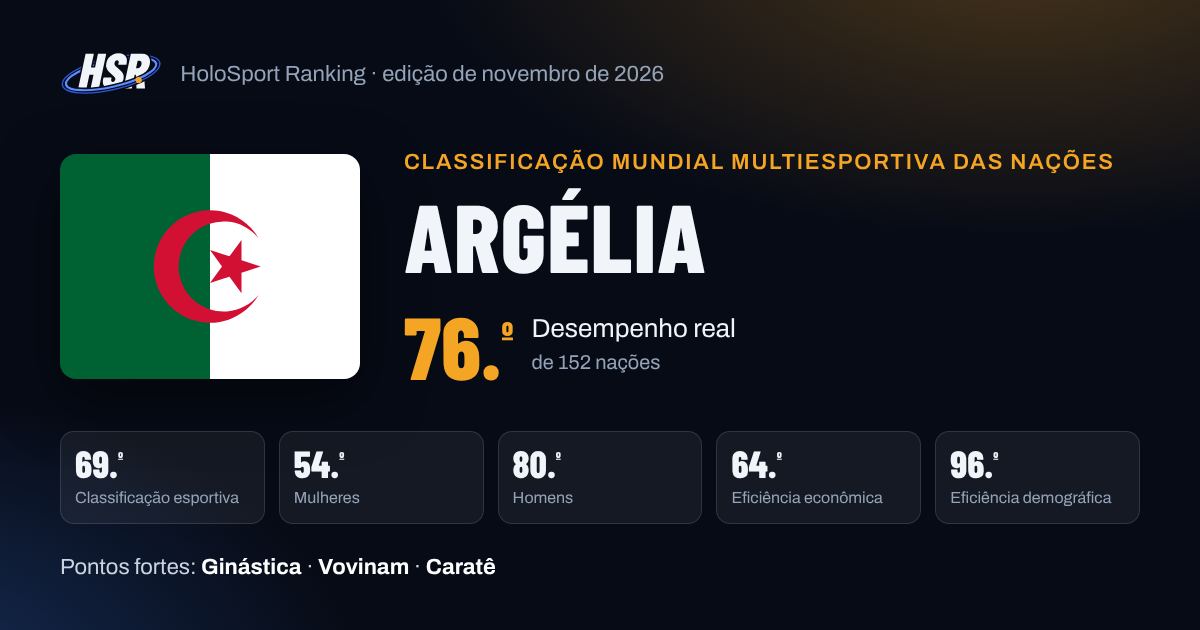 HSR
HoloSport Ranking · edição de novembro de 2026
CLASSIFICAÇÃO MUNDIAL MULTIESPORTIVA DAS NAÇÕES
ARGÉLIA
76.º
Desempenho real
de 152 nações
69.º
Classificação esportiva
54.º
Mulheres
80.º
Homens
64.º
Eficiência econômica
96.º
Eficiência demográfica
Pontos fortes: Ginástica · Vovinam · Caratê